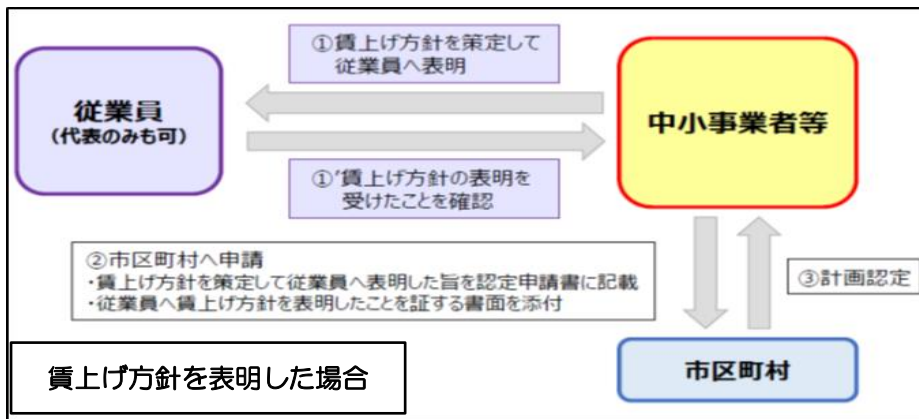 ①賃上げ方針を策定して
従業員へ表明
従業員
(代表のみも可)
中小事業者等
①’賃上げ方針の表明を
受けたことを確認
②市区町村へ申請
・賃上げ方針を策定して従業員へ表明した旨を認定申請書に記載
・従業員へ賃上げ方針を表明したことを証する書面を添付
③計画認定
賃上げ方針を表明した場合
市区町村